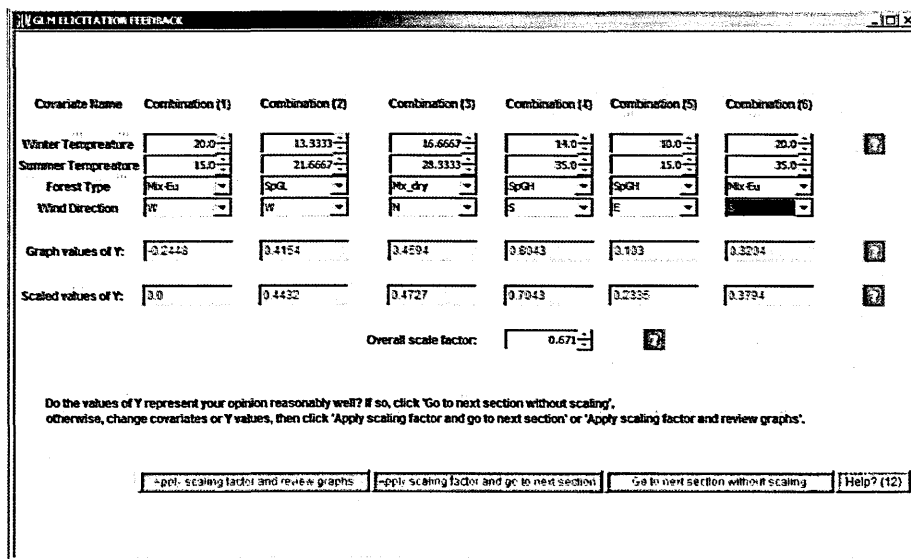 GLM ELICITATION FEEDBACK
Covariate Name Combination (1) Combination (2) Combination (3) Combination (4) Combination (5) Combination (6)
Winter Tempreature 20.0 13.3333 16.6667 14.0 10.0 20.0
Summer Tempreature 15.0 21.6667 28.3333 35.0 15.0 35.0
Forest Type Mix-Eu SpGL Mix_dry SpGH SpGH Mix-Eu
Wind Direction W W N S E
Graph values of Y: -0.2448 0.4154 0.4594 0.103
Scaled values of Y: 0.0 0.4432 0.4727 0.7043 0.2335 0.3794
Overall scale factor: 0.671
Do the values of Y represent your opinion reasonably well? If so, click 'Go to next section without scaling',
otherwise, change covariates or Y values, then click 'Apply scaling factor and go to next section' or 'Apply scaling factor and review graphs'.
Apply scaling factor and review graphs Apply scaling factor and go to next section Go to next section without scaling Help? (12)